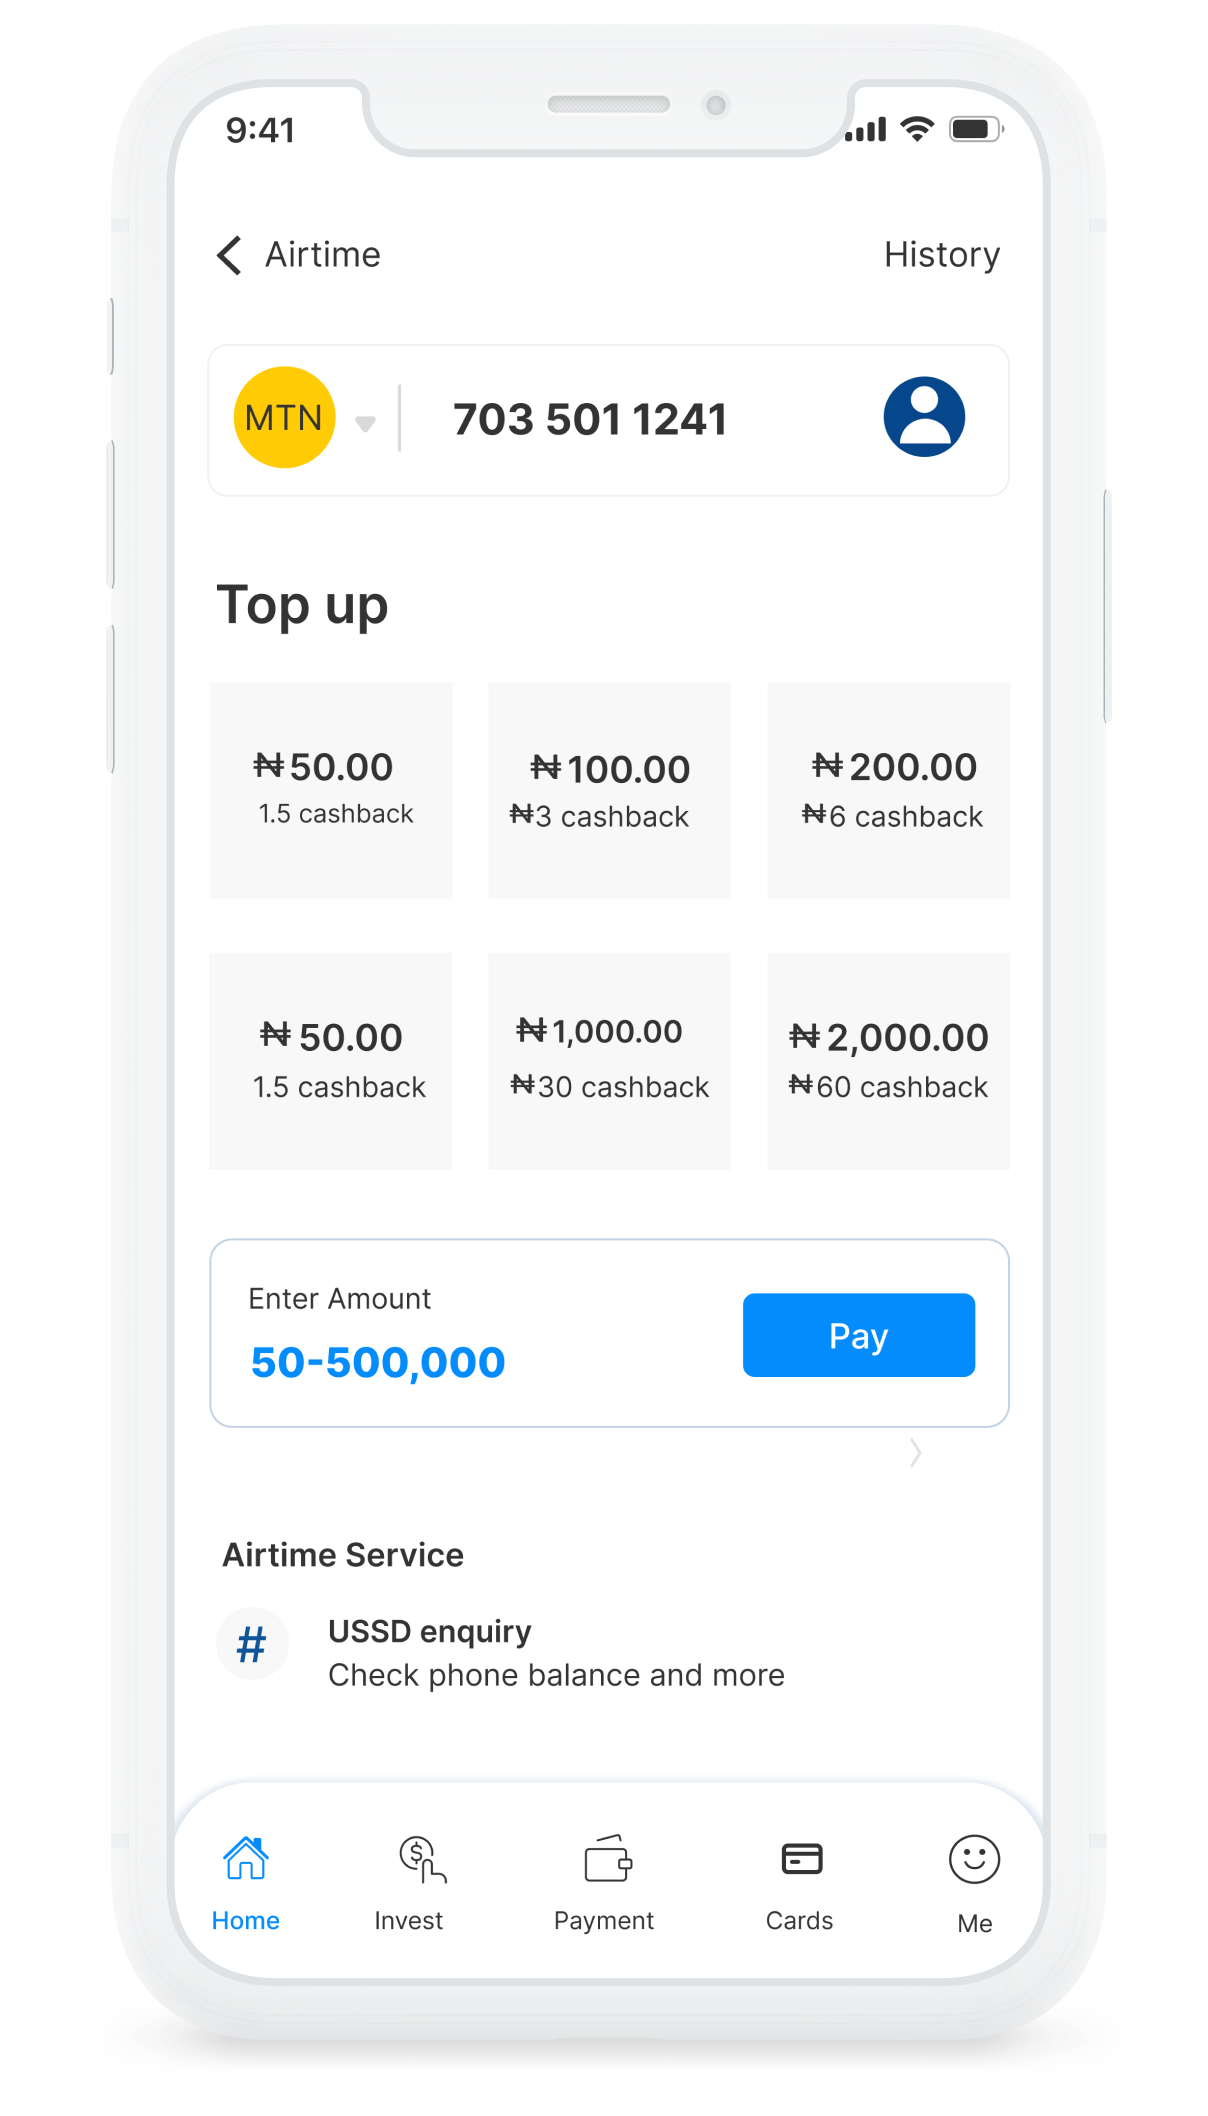 9:41
Airtime
History
MTN
703 501 1241
Top up
₦50.00
1.5 cashback
₦100.00
₦3 cashback
₦200.00
₦6 cashback
₦50.00
1.5 cashback
₦1,000.00
₦30 cashback
₦2,000.00
₦60 cashback
Enter Amount
50-500,000
Pay
Airtime Service
#
USSD enquiry
Check phone balance and more
$
Home
Invest
Payment
Cards
Me